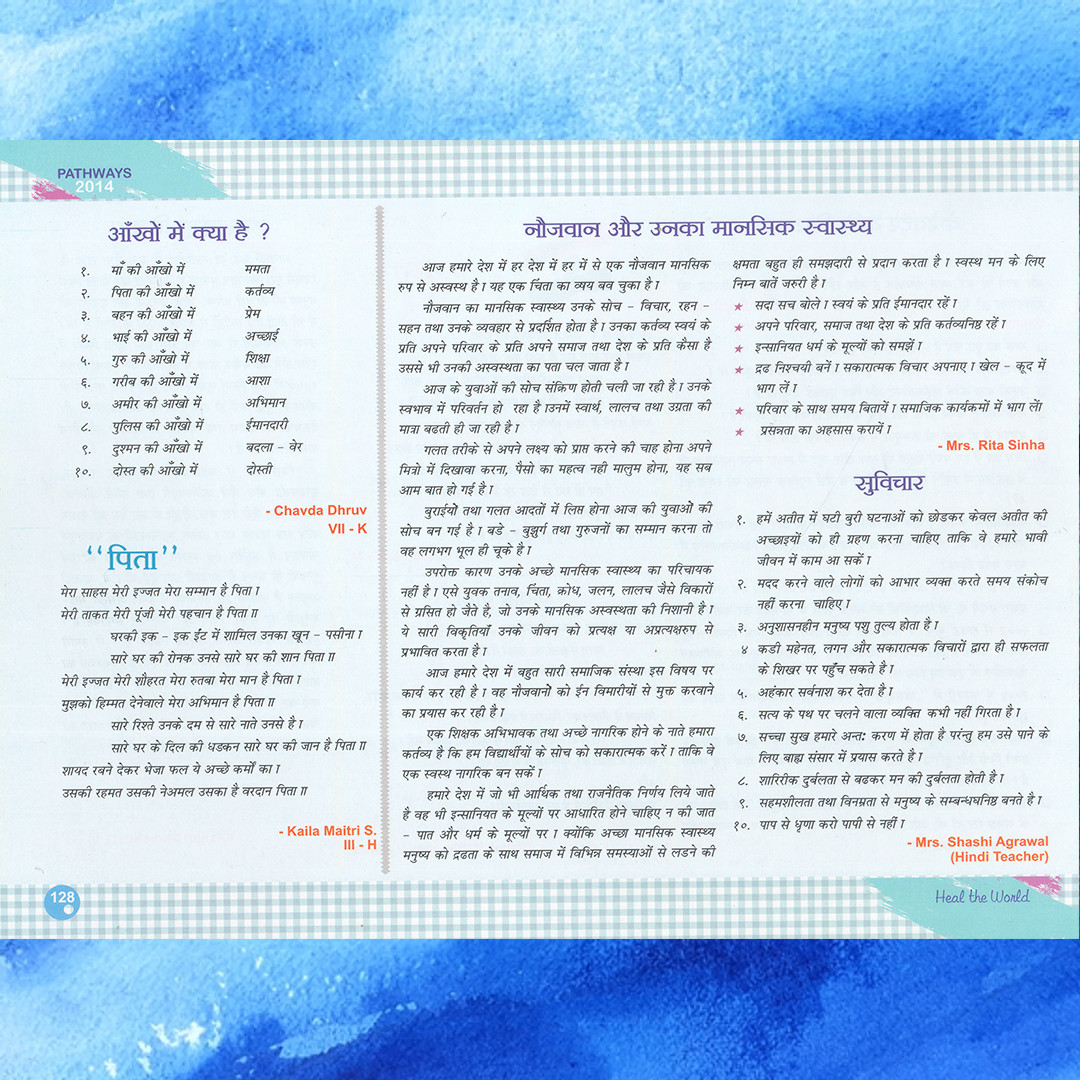 PATHWAYS
2014
आँखों में क्या है ?
१. माँ की आँखो में ममता
२. पिता की आँखो में कर्तव्य
३. बहन की आँखो में प्रेम
४. भाई की आँखो में अच्छाई
५. गुरु की आँखो में शिक्षा
६. गरीब की आँखो में आशा
७. अमीर की आँखो में अभिमान
८. पुलिस की आँखो में ईमानदारी
९. दुश्मन की आँखो में बदला - वेर
१०. दोस्त की आँखो में दोस्ती
- Chavda Dhruv
VII - K
“पिता”
मेरा साहस मेरी इज्जत मेरा सम्मान है पिता।
मेरी ताकत मेरी पूंजी मेरी पहचान है पिता॥
घरकी इक - इक ईंट में शामिल उनका खून - पसीना।
सारे घर की रोनक उनसे सारे घर की शान पिता॥
मेरी इज्जत मेरी शौहरत मेरा रुतबा मेरा मान है पिता।
मुझको हिम्मत देनेवाले मेरा अभिमान है पिता॥
सारे रिश्ते उनके दम से सारे नाते उनसे है।
सारे घर के दिल की धडकन सारे घर की जान है पिता॥
शायद रबने देकर भेजा फल ये अच्छे कर्मों का।
उसकी रहमत उसकी नेअमल उसका है वरदान पिता॥
- Kaila Maitri S.
III - H
नौजवान और उनका मानसिक स्वास्थ्य
आज हमारे देश में हर देश में हर में से एक नौजवान मानसिक
रुप से अस्वस्थ है। यह एक चिंता का व्यय बव चुका है।
नौजवान का मानसिक स्वास्थ्य उनके सोच - विचार, रहन -
सहन तथा उनके व्यवहार से प्रदर्शित होता है। उनका कर्तव्य स्वयं के
प्रति अपने परिवार के प्रति अपने समाज तथा देश के प्रति कैसा है
उससे भी उनकी अस्वस्थता का पता चल जाता है।
आज के युवाओं की सोच संकिण होती चली जा रही है। उनके
स्वभाव में परिवर्तन हो रहा है।उनमें स्वार्थ, लालच तथा उग्रता की
मात्रा बढती ही जा रही है।
गलत तरीके से अपने लक्ष्य को प्राप्त करने की चाह होना अपने
मित्रो में दिखावा करना, पैसो का महत्व नही मालुम होना, यह सब
आम बात हो गई है।
बुराईयों तथा गलत आदतों में लिप्त होना आज की युवाओं की
सोच बन गई है। बडे - बुझुर्ग तथा गुरुजनों का सम्मान करना तो
वह लगभग भूल ही चूके है।
उपरोक्त कारण उनके अच्छे मानसिक स्वास्थ्य का परिचायक
नहीं है। एसे युवक तनाव, चिंता, क्रोध, जलन, लालच जैसे विकारों
से ग्रसित हो जैते है, जो उनके मानसिक अस्वस्थता की निशानी है।
ये सारी विकृतियाँ उनके जीवन को प्रत्यक्ष या अप्रत्यक्षरुप से
प्रभावित करता है।
आज हमारे देश में बहुत सारी समाजिक संस्था इस विषय पर
कार्य कर रही है। वह नौजवानों को ईन विमारीयों से मुक्त करवाने
का प्रयास कर रही है।
एक शिक्षक अभिभावक तथा अच्छे नागरिक होने के नाते हमारा
कर्तव्य है कि हम विद्यार्थीयों के सोच को सकारात्मक करें। ताकि वे
एक स्वस्थ नागरिक बन सकें।
हमारे देश में जो भी आर्थिक तथा राजनैतिक निर्णय लिये जाते
है वह भी इन्सानियत के मूल्यों पर आधारित होने चाहिए न की जात
- पात और धर्म के मूल्यों पर। क्योंकि अच्छा मानसिक स्वास्थ्य
मनुष्य को द्रढता के साथ समाज में विभिन्न समस्याओं से लडने की
क्षमता बहुत ही समझदारी से प्रदान करता है। स्वस्थ मन के लिए
निम्न बातें जरुरी है।
★ सदा सच बोले। स्वयं के प्रति ईमानदार रहें।
★ अपने परिवार, समाज तथा देश के प्रति कर्तव्यनिष्ठ रहें।
★ इन्सानियत धर्म के मूल्यों को समझें।
★ द्रढ निश्चयी बनें। सकारात्मक विचार अपनाए। खेल - कूद में
भाग लें।
★ परिवार के साथ समय बितायें। समाजिक कार्यक्रमों में भाग लें।
★ प्रसन्नता का अहसास करायें।
- Mrs. Rita Sinha
सुविचार
१. हमें अतीत में घटी बुरी घटनाओं को छोडकर केवल अतीत की
अच्छाइयों को ही ग्रहण करना चाहिए ताकि वे हमारे भावी
जीवन में काम आ सकें।
२. मदद करने वाले लोगों को आभार व्यक्त करते समय संकोच
नहीं करना चाहिए।
३. अनुशासनहीन मनुष्य पशु तुल्य होता है।
४ कडी महेनत, लगन और सकारात्मक विचारों द्वारा ही सफलता
के शिखर पर पहुँच सकते है।
५. अहंकार सर्वनाश कर देता है।
६. सत्य के पथ पर चलने वाला व्यक्ति कभी नहीं गिरता है।
७. सच्चा सुख हमारे अन्तः करण में होता है परंन्तु हम उसे पाने के
लिए बाह्य संसार में प्रयास करते है।
८. शारिरीक दुर्बलता से बढकर मन की दुर्बलता होती है।
९. सहमशीलता तथा विनम्रता से मनुष्य के सम्बन्धघनिष्ठ बनते है।
१०. पाप से धृणा करो पापी से नहीं।
- Mrs. Shashi Agrawal
(Hindi Teacher)
128
Heal the World